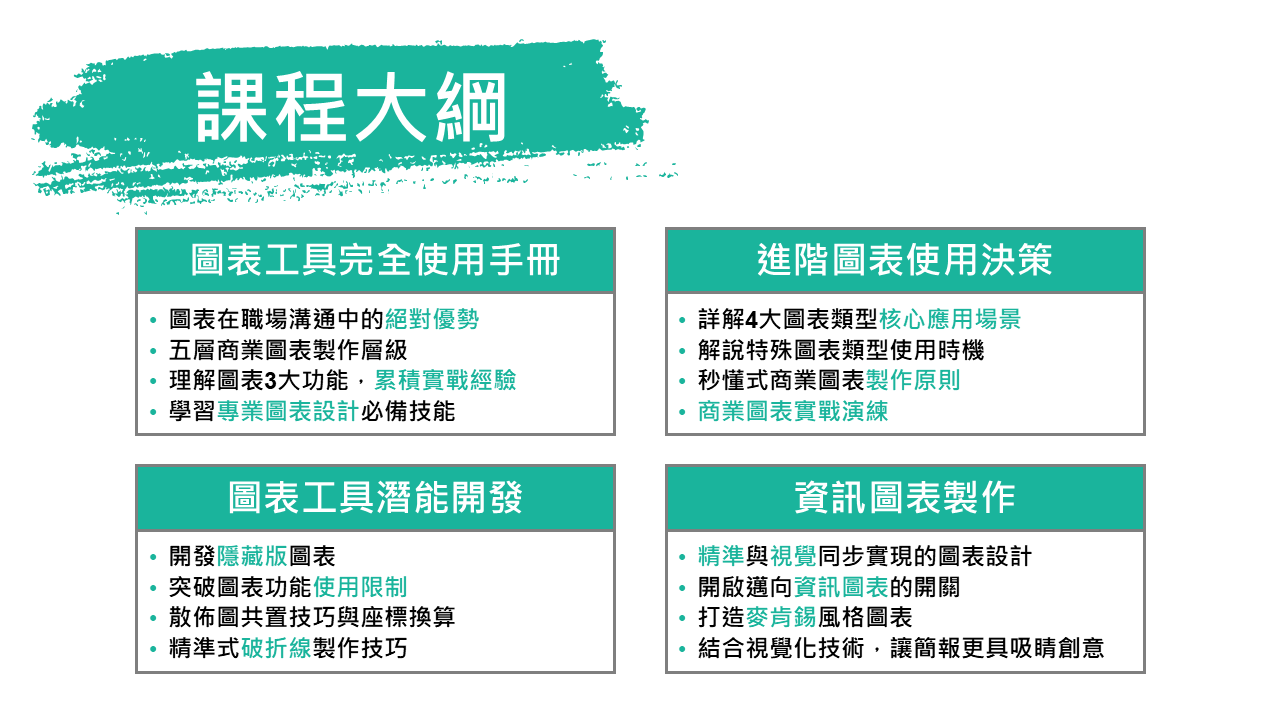 課程大綱
圖表工具完全使用手冊
• 圖表在職場溝通中的絕對優勢
• 五層商業圖表製作層級
• 理解圖表3大功能，累積實戰經驗
• 學習專業圖表設計必備技能
進階圖表使用決策
• 詳解4大圖表類型核心應用場景
• 解說特殊圖表類型使用時機
• 秒懂式商業圖表製作原則
• 商業圖表實戰演練
圖表工具潛能開發
• 開發隱藏版圖表
• 突破圖表功能使用限制
• 散佈圖共置技巧與座標換算
• 精準式破折線製作技巧
資訊圖表製作
• 精準與視覺同步實現的圖表設計
• 開啟邁向資訊圖表的開關
• 打造麥肯錫風格圖表
• 結合視覺化技術，讓簡報更具吸睛創意